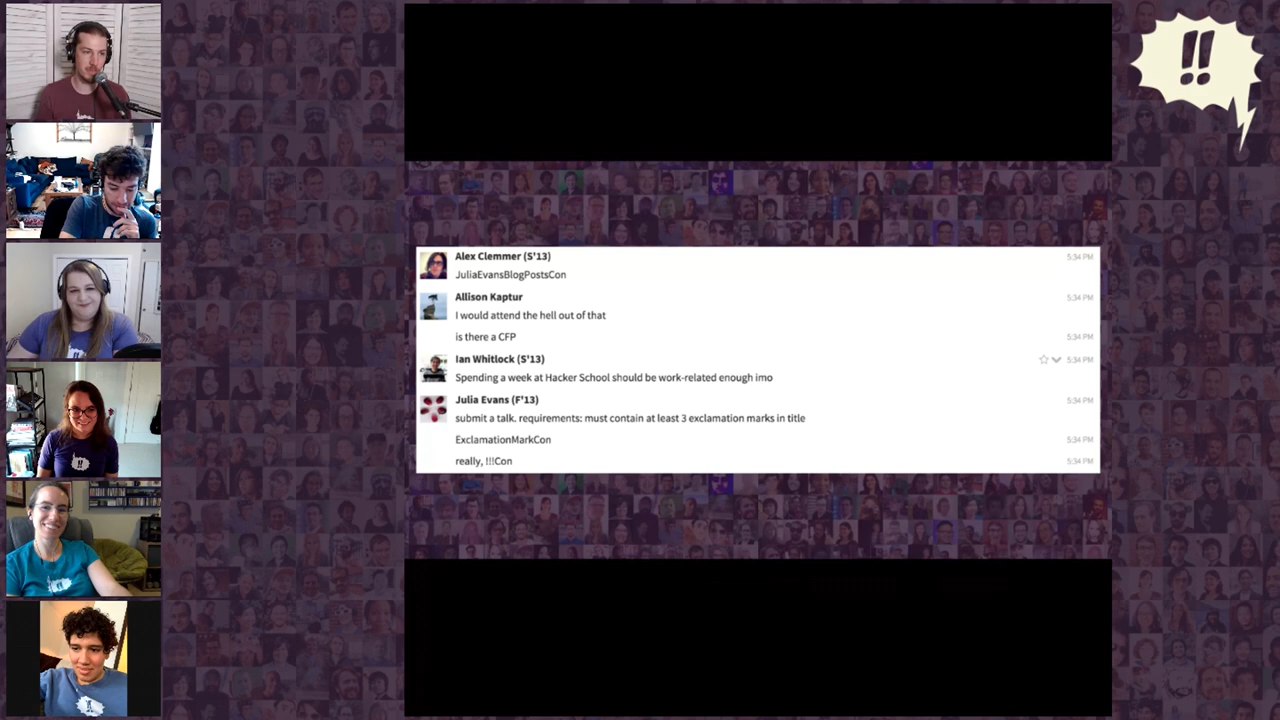 !!
Alex Clemmer (S'13) 5:34 PM
JuliaEvansBlogPostsCon
Allison Kaptur 5:34 PM
I would attend the hell out of that
is there a CFP 5:34 PM
Ian Whitlock (S'13) 5:34 PM
Spending a week at Hacker School should be work-related enough imo
Julia Evans (F'13) 5:34 PM
submit a talk. requirements: must contain at least 3 exclamation marks in title
ExclamationMarkCon 5:34 PM
really, !!!Con 5:34 PM
!!
!!